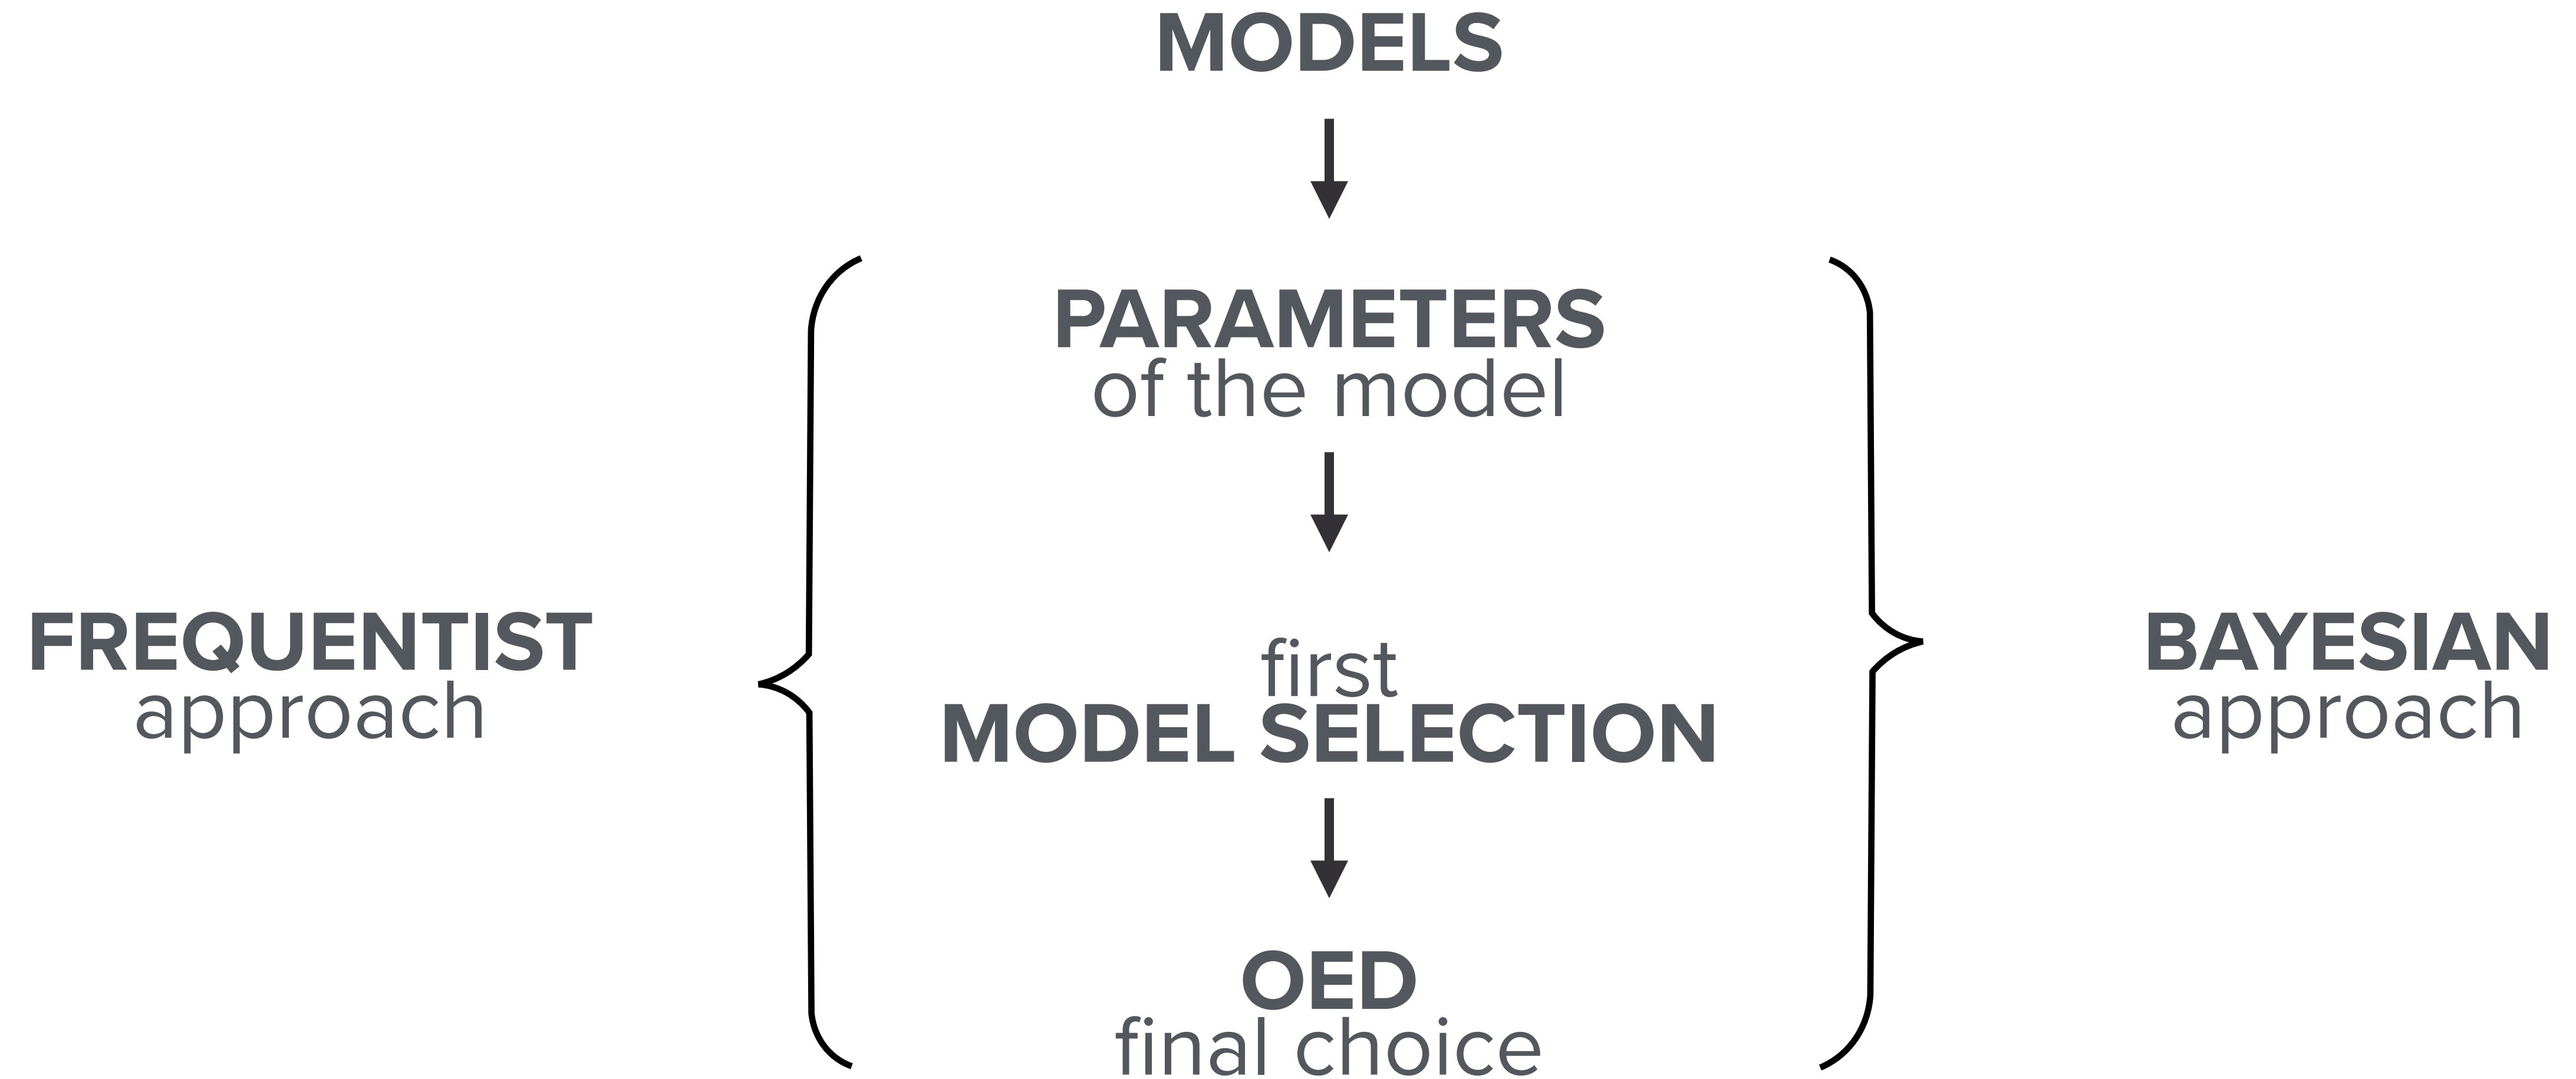 MODELS
PARAMETERS
of the model
FREQUENTIST
approach
first
MODEL SELECTION
BAYESIAN
approach
OED
final choice